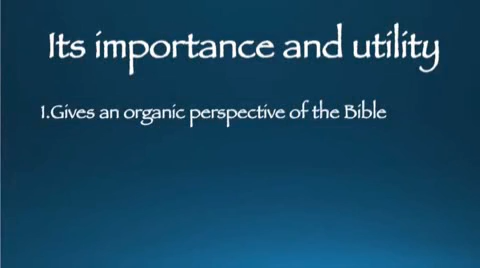 Its importance and utility
1.Gives an organic perspective of the Bible